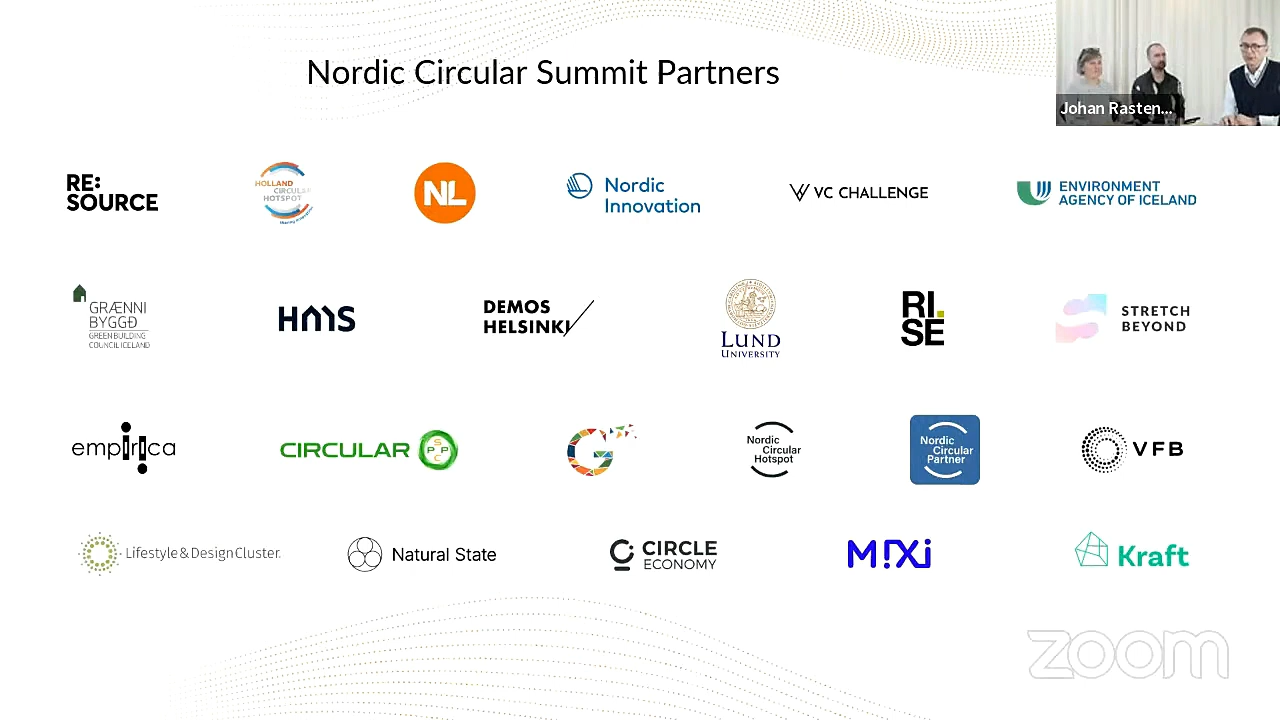 Nordic Circular Summit Partners
Johan Rasten...
RE:
SOURCE
HOLLAND
CIRCULAR
HOTSPOT
NL
Nordic
Innovation
VC CHALLENGE
ENVIRONMENT
AGENCY OF ICELAND
GRÆNNI
BYGGÐ
GREEN BUILDING
COUNCIL ICELAND
HMS
DEMOS
HELSINKI
LUND
UNIVERSITY
RI.
SE
STRETCH
BEYOND
empirica
CIRCULAR
S
P P
C
G
Nordic
Circular
Hotspot
Nordic
Circular
Partner
VFB
Lifestyle & Design Cluster.
Natural State
CIRCLE
ECONOMY
M!Xi
Kraft
zoom